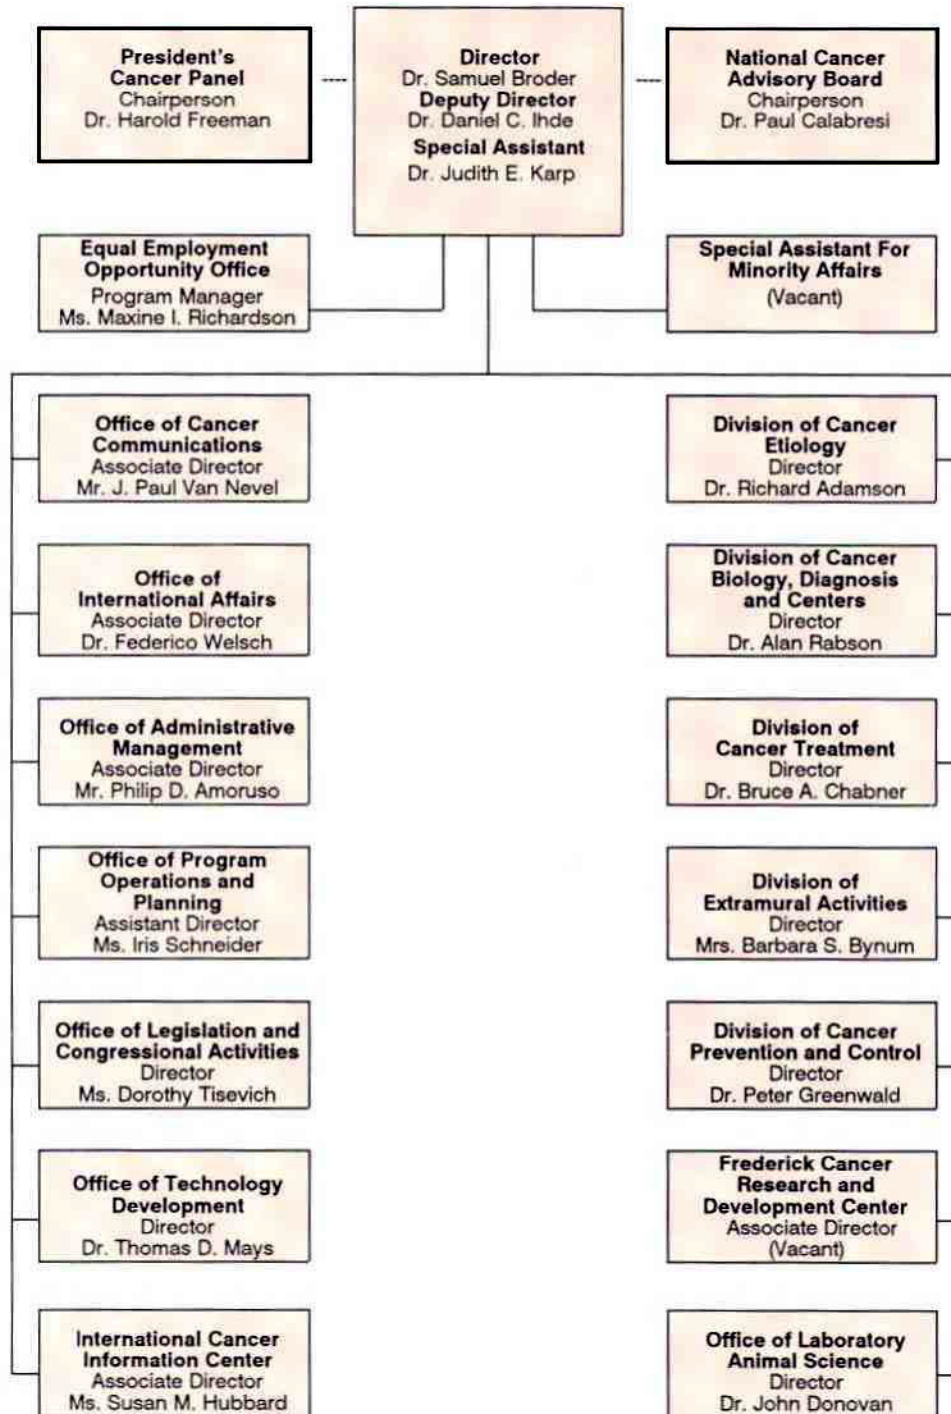 President's
Cancer Panel
Chairperson
Dr. Harold Freeman
Director
Dr. Samuel Broder
Deputy Director
Dr. Daniel C. Ihde
Special Assistant
Dr. Judith E. Karp
National Cancer
Advisory Board
Chairperson
Dr. Paul Calabresi
Equal Employment
Opportunity Office
Program Manager
Ms. Maxine I. Richardson
Special Assistant For
Minority Affairs
(Vacant)
Office of Cancer
Communications
Associate Director
Mr. J. Paul Van Nevel
Division of Cancer
Etiology
Director
Dr. Richard Adamson
Office of
International Affairs
Associate Director
Dr. Federico Welsch
Division of Cancer
Biology, Diagnosis
and Centers
Director
Dr. Alan Rabson
Office of Administrative
Management
Associate Director
Mr. Philip D. Amoruso
Division of
Cancer Treatment
Director
Dr. Bruce A. Chabner
Office of Program
Operations and
Planning
Assistant Director
Ms. Iris Schneider
Division of
Extramural Activities
Director
Mrs. Barbara S. Bynum
Office of Legislation and
Congressional Activities
Director
Ms. Dorothy Tisevich
Division of Cancer
Prevention and Control
Director
Dr. Peter Greenwald
Office of Technology
Development
Director
Dr. Thomas D. Mays
Frederick Cancer
Research and
Development Center
Associate Director
(Vacant)
International Cancer
Information Center
Associate Director
Ms. Susan M. Hubbard
Office of Laboratory
Animal Science
Director
Dr. John Donovan